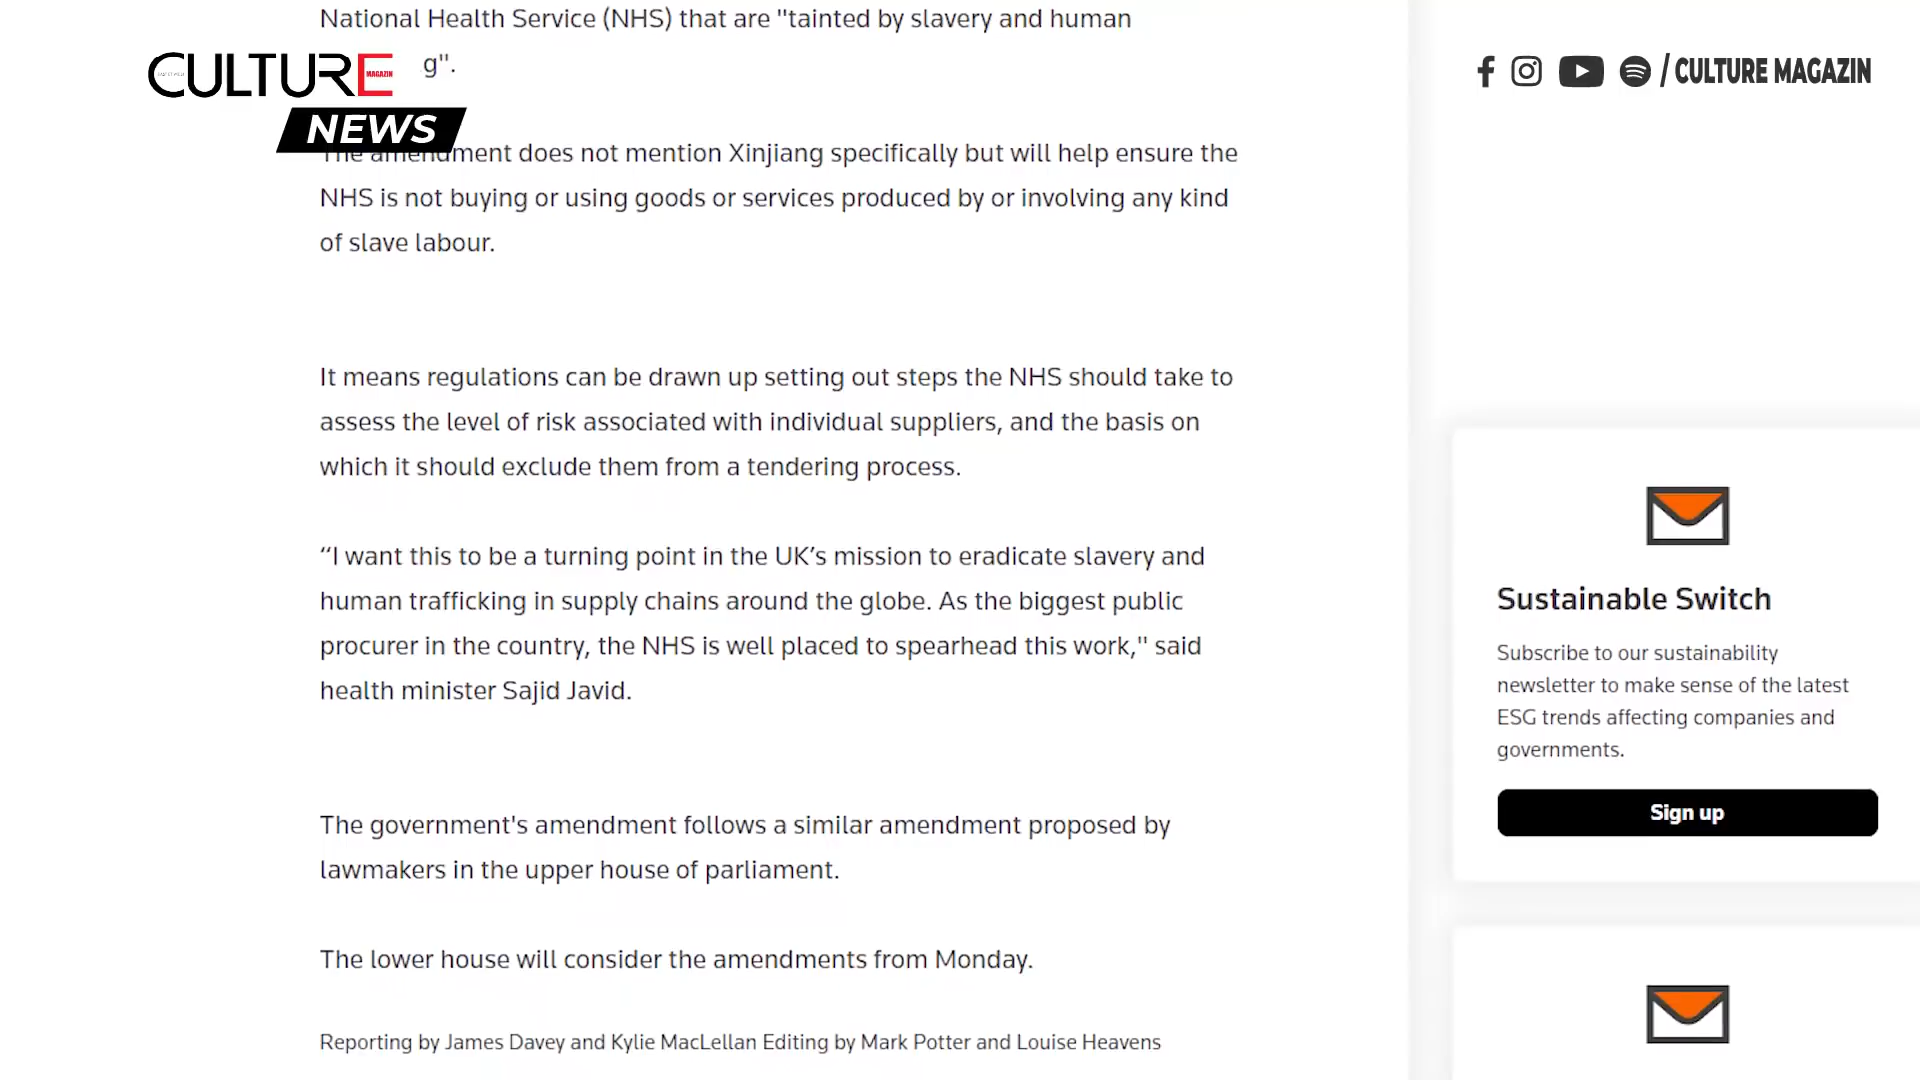 National Health Service (NHS) that are "tainted by slavery and human
g".
CULTURE
MAGAZIN
NEWS
/ CULTURE MAGAZIN
The amendment does not mention Xinjiang specifically but will help ensure the
NHS is not buying or using goods or services produced by or involving any kind
of slave labour.
It means regulations can be drawn up setting out steps the NHS should take to
assess the level of risk associated with individual suppliers, and the basis on
which it should exclude them from a tendering process.
“I want this to be a turning point in the UK’s mission to eradicate slavery and
human trafficking in supply chains around the globe. As the biggest public
procurer in the country, the NHS is well placed to spearhead this work," said
health minister Sajid Javid.
The government's amendment follows a similar amendment proposed by
lawmakers in the upper house of parliament.
The lower house will consider the amendments from Monday.
Reporting by James Davey and Kylie MacLellan Editing by Mark Potter and Louise Heavens
Sustainable Switch
Subscribe to our sustainability
newsletter to make sense of the latest
ESG trends affecting companies and
governments.
Sign up